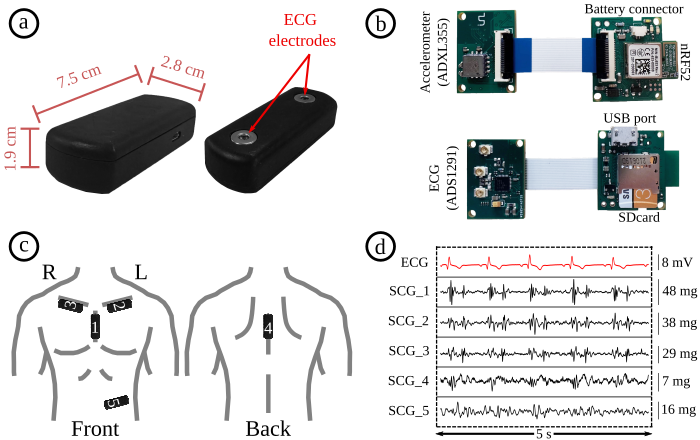 a
ECG
electrodes
7.5 cm
2.8 cm
1.9 cm
b
Battery connector
Accelerometer
(ADXL355)
nRF52
USB port
ECG
(ADS1291)
SDcard
c
R
L
3
2
1
4
5
Front
Back
d
ECG
8 mV
SCG_1
48 mg
SCG_2
38 mg
SCG_3
29 mg
SCG_4
7 mg
SCG_5
16 mg
5 s